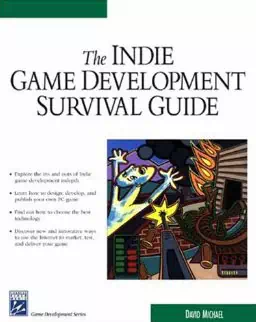 The INDIE
GAME DEVELOPMENT
SURVIVAL GUIDE
• Explore the ins and outs of Indie
game development indepth
• Learn how to design, develop, and
publish your own PC game
• Find out how to choose the best
technology
• Discover new and innovative ways
to use the Internet to market, test,
and deliver your game.
DAVID MICHAEL
Game Development Series